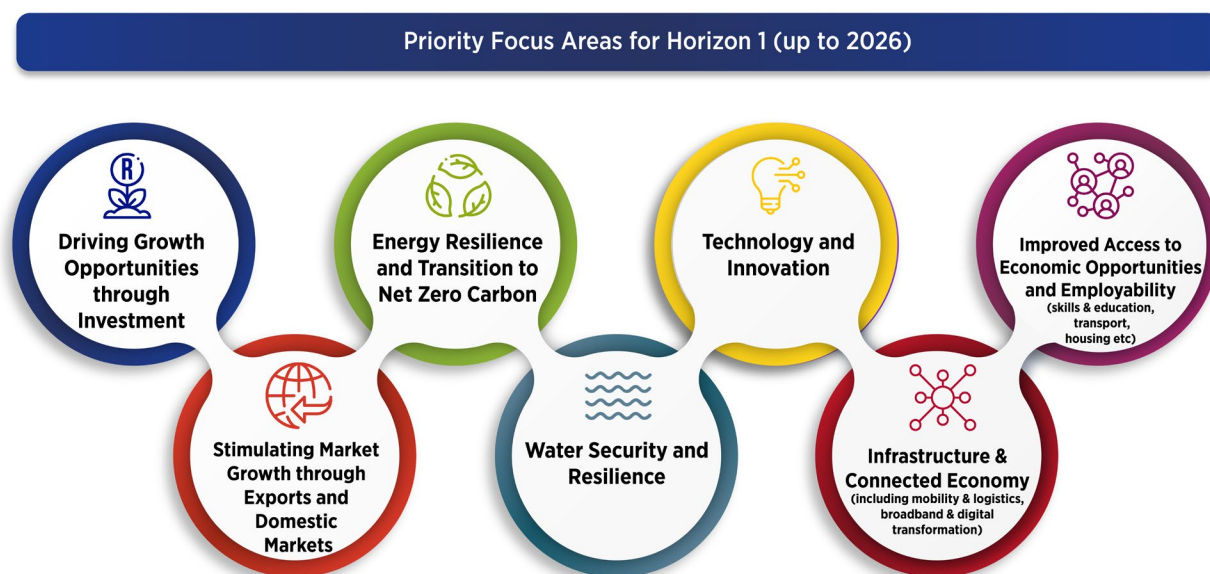 Priority Focus Areas for Horizon 1 (up to 2026)
R
Driving Growth
Opportunities
through
Investment
Stimulating Market
Growth through
Exports and
Domestic
Markets
Energy Resilience
and Transition to
Net Zero Carbon
Water Security and
Resilience
Technology and
Innovation
Infrastructure &
Connected Economy
(including mobility & logistics,
broadband & digital
transformation)
Improved Access to
Economic Opportunities
and Employability
(skills & education,
transport,
housing etc)